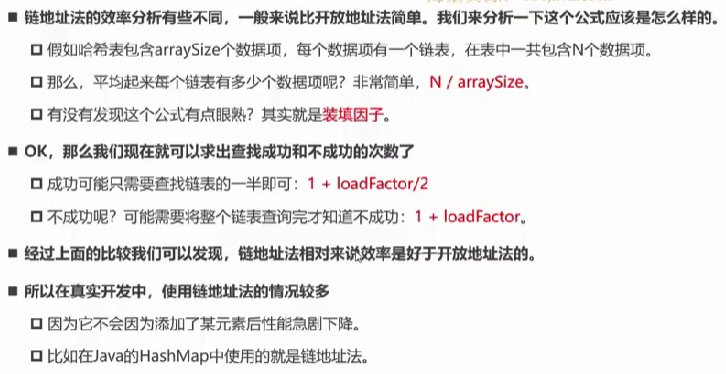 链地址法的效率分析有些不同，一般来说比开放地址法简单。我们来分析一下这个公式应该是怎么样的。
假如哈希表包含arraySize个数据项，每个数据项有一个链表，在表中一共包含N个数据项。
那么，平均起来每个链表有多少个数据项呢？非常简单，N / arraySize。
有没有发现这个公式有点眼熟？其实就是装填因子。
OK，那么我们现在就可以求出查找成功和不成功的次数了
成功可能只需要查找链表的一半即可：1 + loadFactor/2
不成功呢？可能需要将整个链表查询完才知道不成功：1 + loadFactor。
经过上面的比较我们可以发现，链地址法相对来说效率是好于开放地址法的。
所以在真实开发中，使用链地址法的情况较多
因为它不会因为添加了某元素后性能急剧下降。
比如在Java的HashMap中使用的就是链地址法。